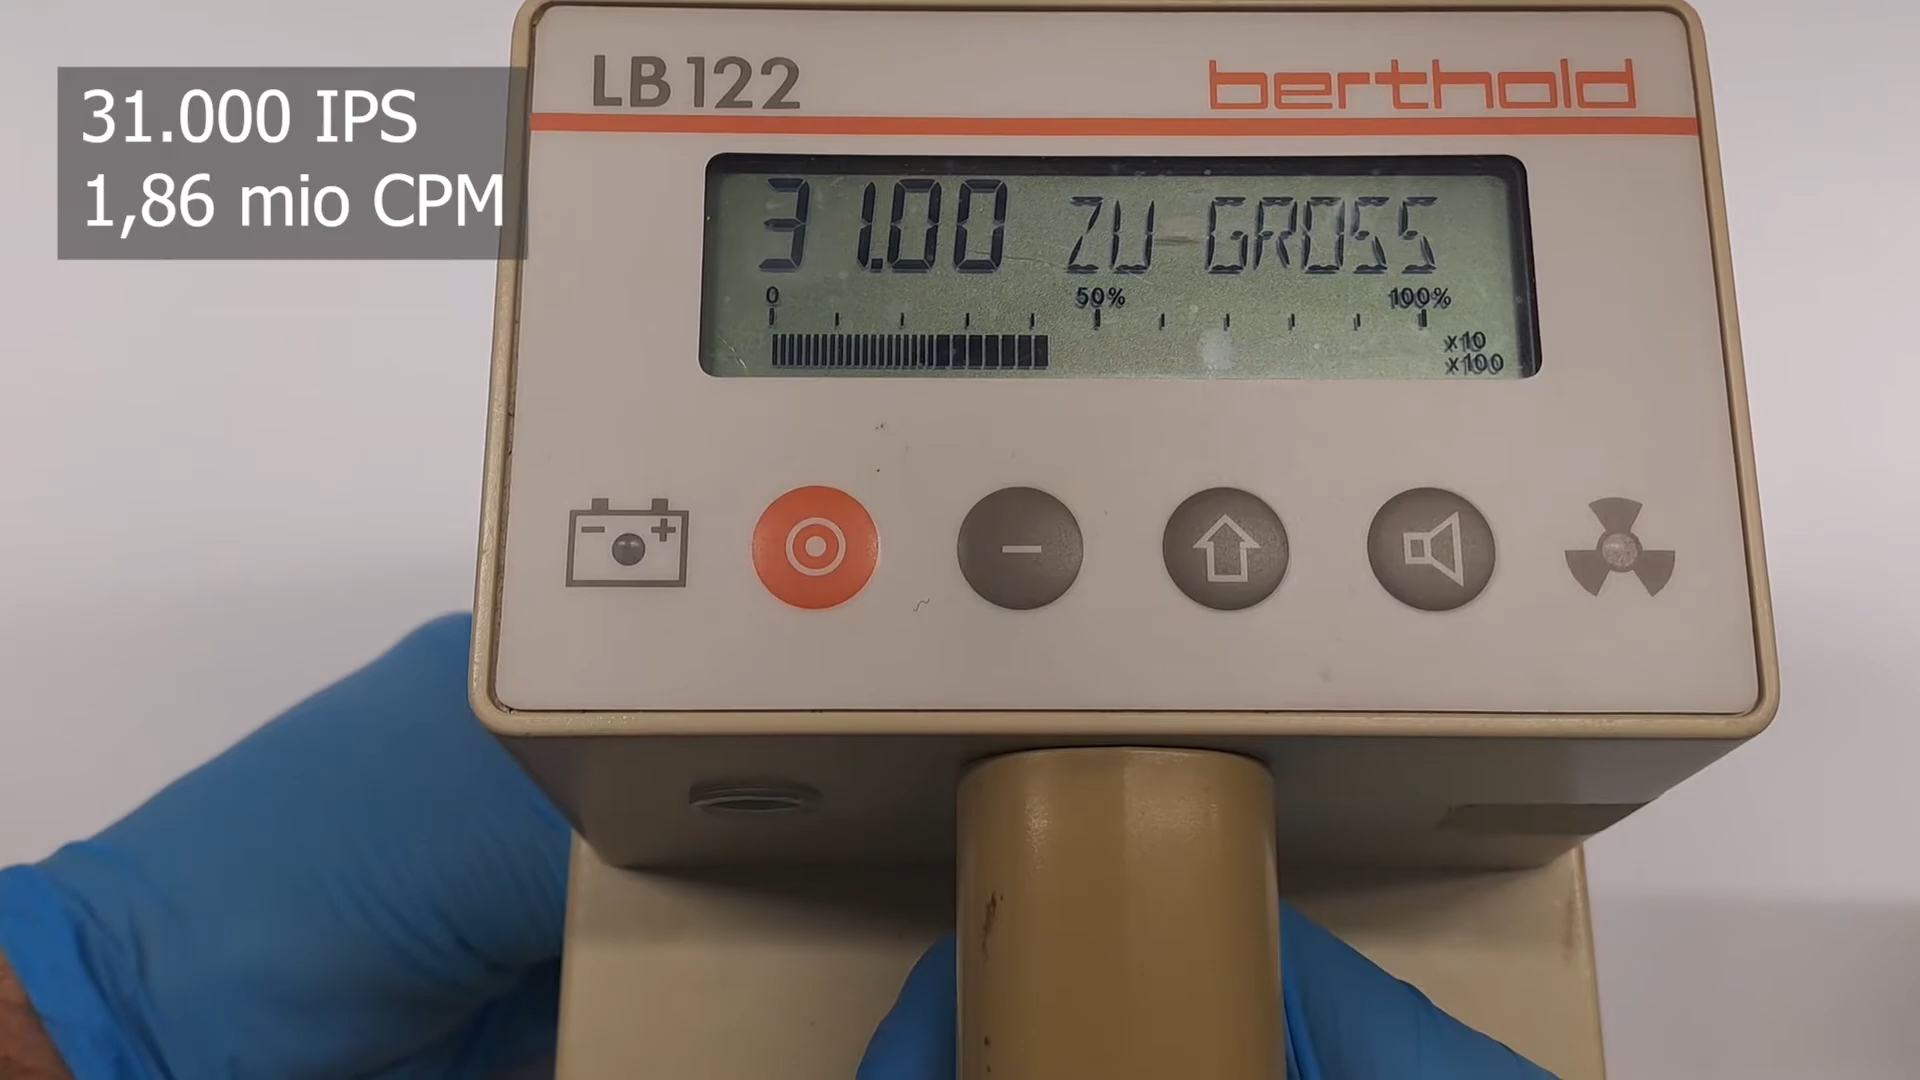 31.000 IPS
1,86 mio CPM
LB 122
berthold
31.00 ZU GROSS
0 50% 100%
x10
x100